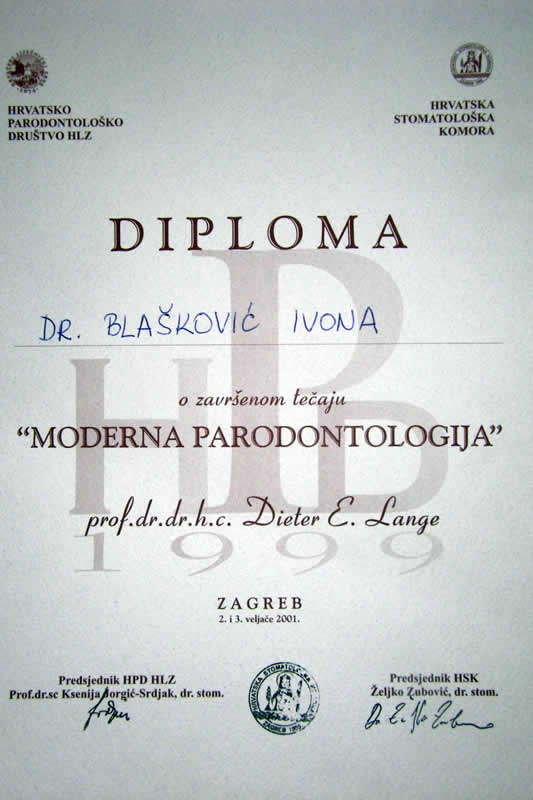 HRVATSKO
PARODONTOLOŠKO
DRUŠTVO HLZ
HRVATSKA
STOMATOLOŠKA
KOMORA
DIPLOMA
DR. BLAŠKOVIĆ IVONA
o završenom tečaju
“MODERNA PARODONTOLOGIJA”
prof.dr.dr.h.c. Dieter E. Lange
HPD
1999
ZAGREB
2. i 3. veljače 2001.
Predsjednik HPD HLZ
Prof.dr.sc Ksenija Jorgić-Srdjak, dr. stom.
Predsjednik HSK
Željko Zubović, dr. stom.